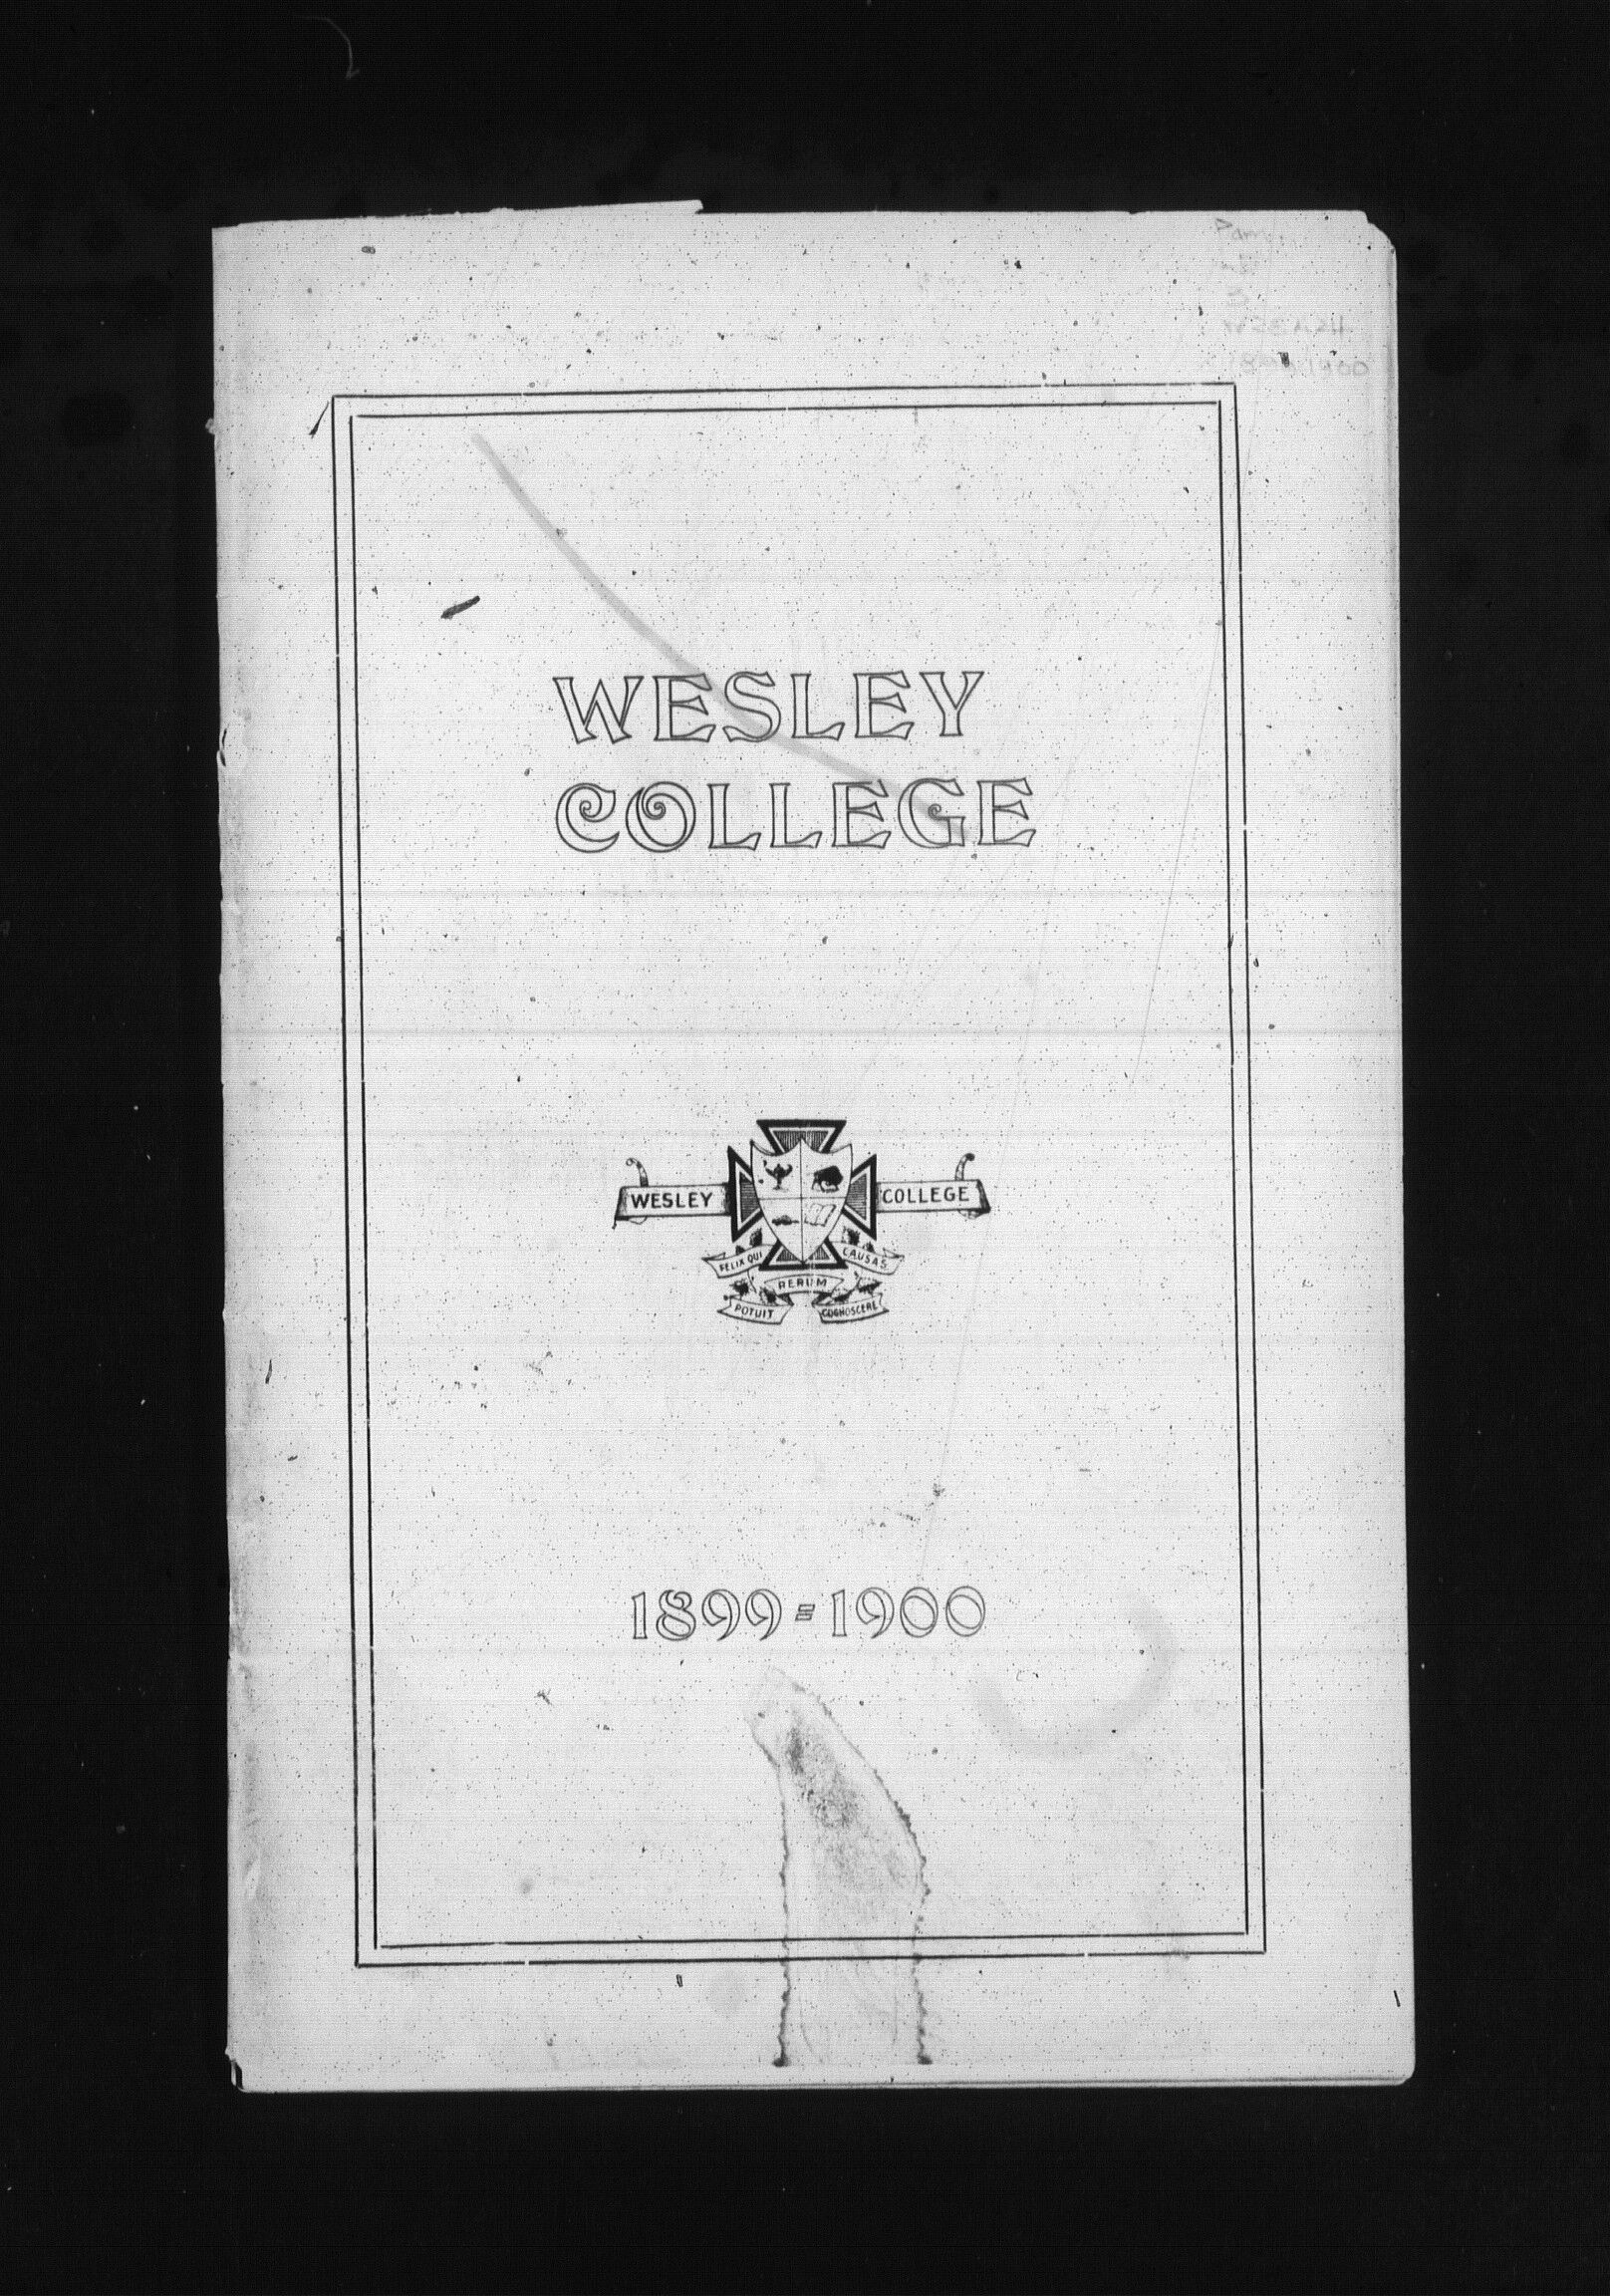 WESLEY
COLLEGE
WESLEY COLLEGE
FELIX QUI CAUSAS
RERUM
POTUIT COGNOSCERE
1899=1900